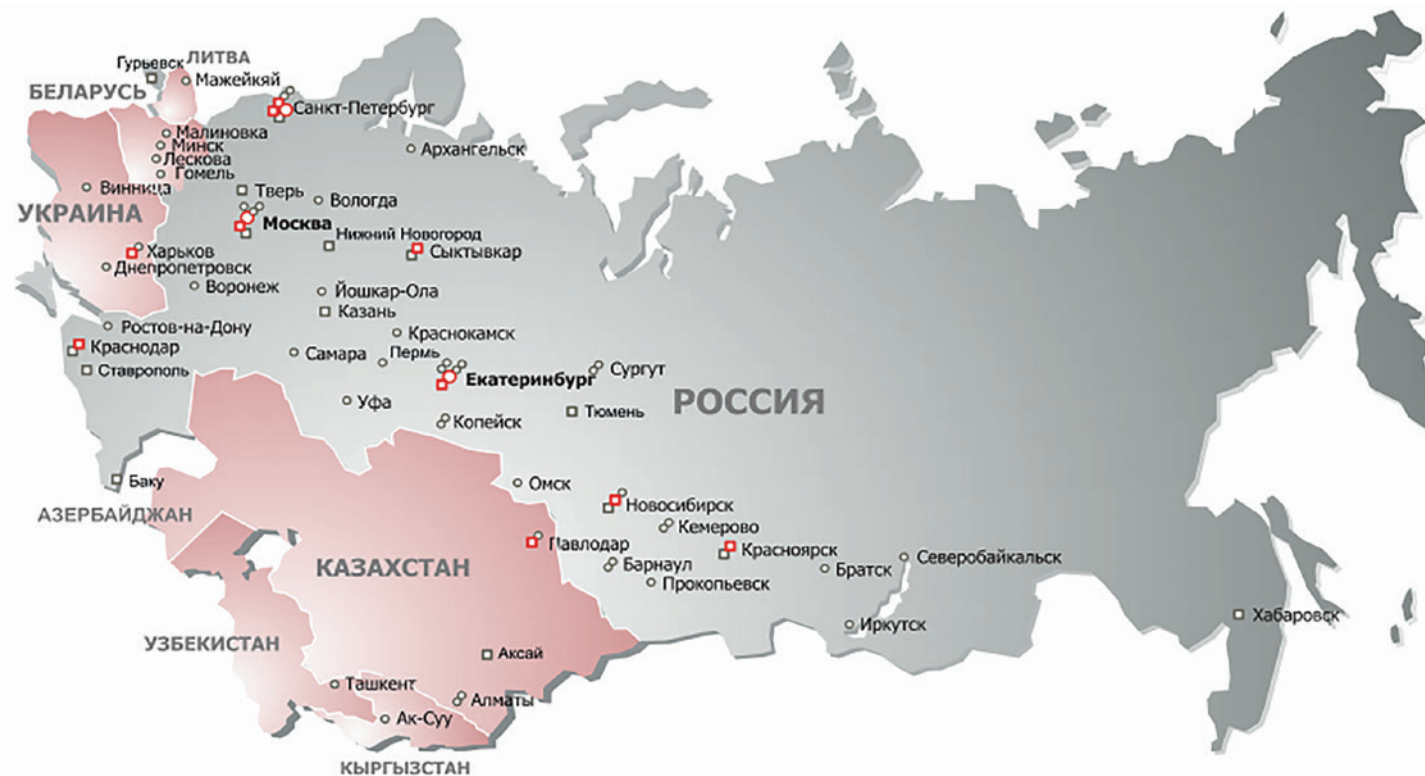 ЛИТВА
Гурьевск
Мажейкяй
БЕЛАРУСЬ
Санкт-Петербург
Малиновка
Минск
Архангельск
Лескова
Гомель
Винница
Тверь
Вологда
УКРАИНА
Москва
Нижний Новогород
Харьков
Сыктывкар
Днепропетровск
Воронеж
Йошкар-Ола
Казань
Ростов-на-Дону
Краснокамск
Краснодар
Самара
Пермь
Ставрополь
Екатеринбург
Сургут
РОССИЯ
Уфа
Тюмень
Копейск
Баку
Омск
АЗЕРБАЙДЖАН
Новосибирск
Кемерово
Павлодар
Красноярск
КАЗАХСТАН
Барнаул
Братск
Северобайкальск
Прокопьевск
Хабаровск
Иркутск
УЗБЕКИСТАН
Аксай
Ташкент
Алматы
Ак-Суу
КЫРГЫЗСТАН